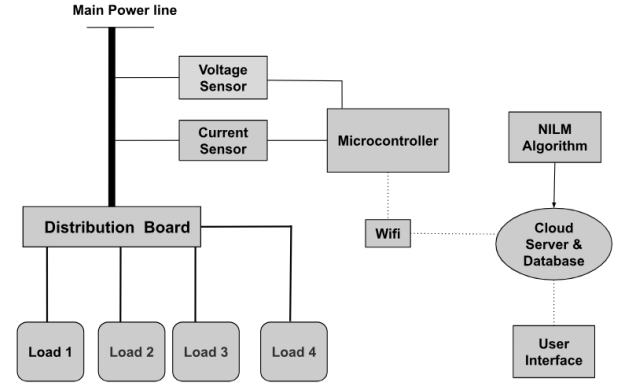 Main Power line
Voltage
Sensor
Current
Sensor
Microcontroller
NILM
Algorithm
Distribution Board
Wifi
Cloud
Server &
Database
Load 1
Load 2
Load 3
Load 4
User
Interface